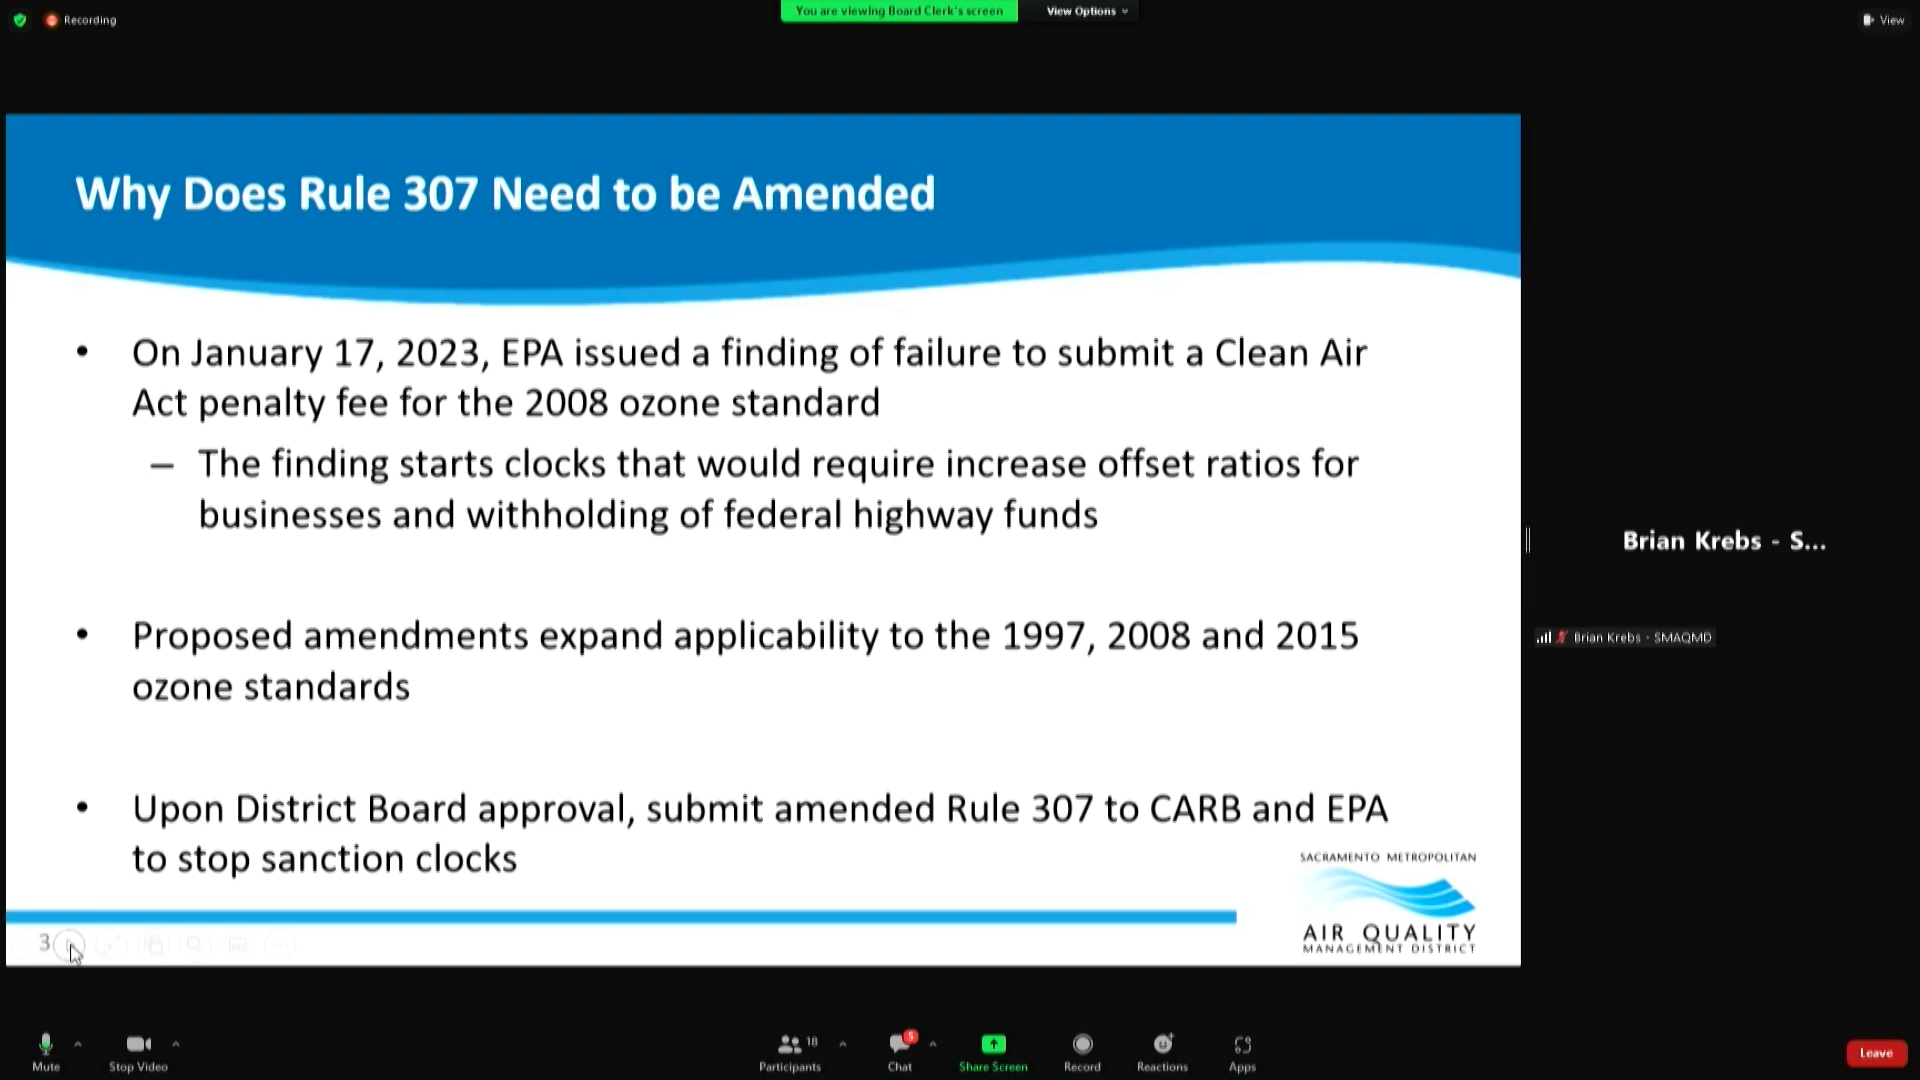 Recording
You are viewing Board Clerk's screen
View Options
View
Why Does Rule 307 Need to be Amended
• On January 17, 2023, EPA issued a finding of failure to submit a Clean Air
Act penalty fee for the 2008 ozone standard
– The finding starts clocks that would require increase offset ratios for
businesses and withholding of federal highway funds
• Proposed amendments expand applicability to the 1997, 2008 and 2015
ozone standards
• Upon District Board approval, submit amended Rule 307 to CARB and EPA
to stop sanction clocks
SACRAMENTO METROPOLITAN
AIR QUALITY
MANAGEMENT DISTRICT
3
Brian Krebs - S...
Brian Krebs - SMAQMD
Mute
Stop Video
18
Participants
5
Chat
Share Screen
Record
Reactions
Apps
Leave